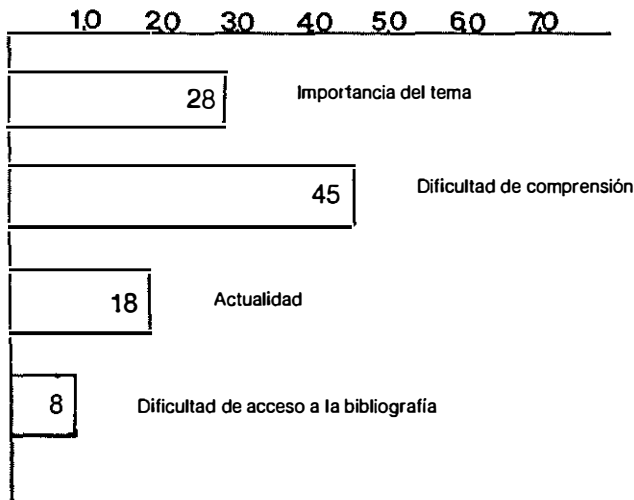 10 20 30 40 50 60 70
28 Importancia del tema
45 Dificultad de comprensión
18 Actualidad
8 Dificultad de acceso a la bibliografía